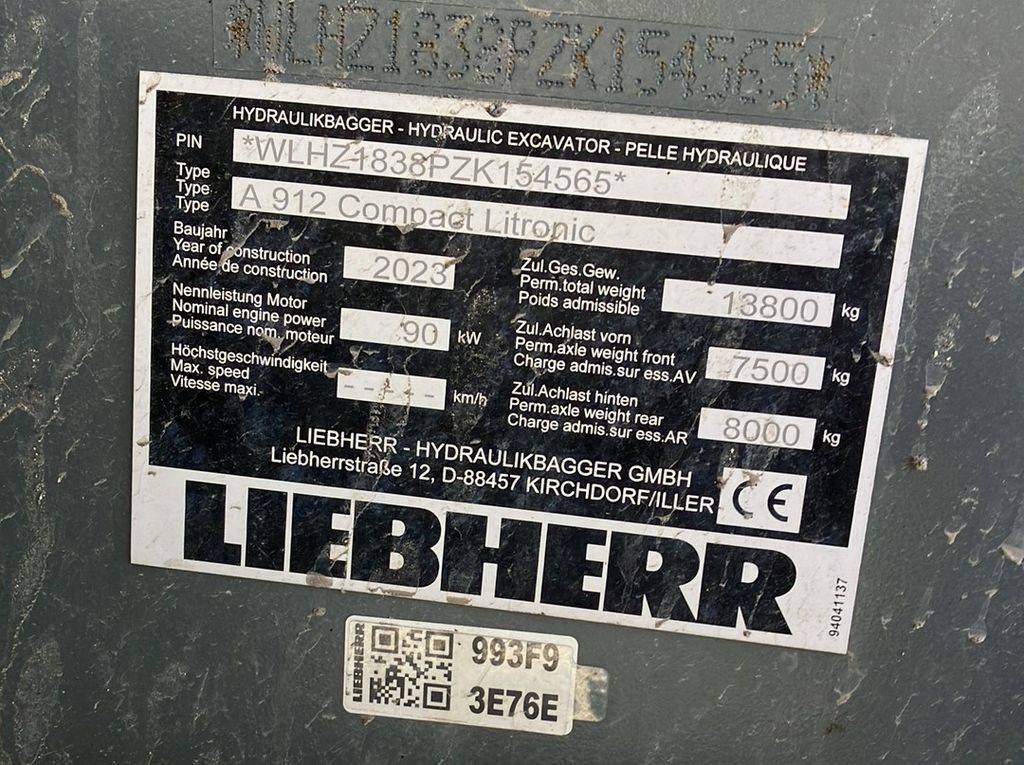 *WLHZ1838PZK154565*
HYDRAULIKBAGGER - HYDRAULIC EXCAVATOR - PELLE HYDRAULIQUE
PIN *WLHZ1838PZK154565*
Type
Type
Type
A 912 Compact Litronic
Baujahr
Year of construction
Année de construction
2023
Nennleistung Motor
Nominal engine power
Puissance nom. moteur
90 kW
Höchstgeschwindigkeit
Max. speed
Vitesse maxi.
----- km/h
Zul.Ges.Gew.
Perm.total weight
Poids admissible
13800 kg
Zul.Achlast vorn
Perm.axle weight front
Charge admis.sur ess.AV
7500 kg
Zul.Achlast hinten
Perm.axle weight rear
Charge admis.sur ess.AR
8000 kg
LIEBHERR - HYDRAULIKBAGGER GMBH
Liebherrstraße 12, D-88457 KIRCHDORF/ILLER
CE
LIEBHERR
94041137
LIEBHERR
993F9
3E76E